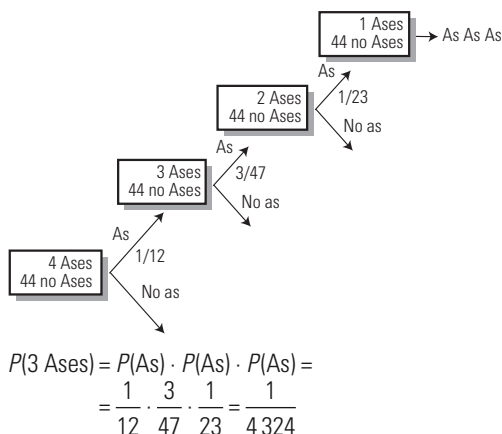 1 Ases
44 no Ases
As As As
As
1/23
No as
2 Ases
44 no Ases
As
3/47
No as
3 Ases
44 no Ases
As
1/12
No as
4 Ases
44 no Ases
P(3 Ases) = P(As) · P(As) · P(As) =
= 1/12 · 3/47 · 1/23 = 1/4 324